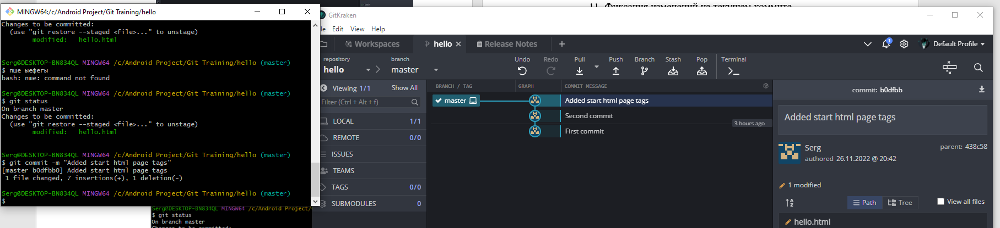 11. Фиксация изменений на текущем коммите
MINGW64:/c/Android Project/Git Training/hello
Changes to be committed:
(use "git restore --staged <file>..." to unstage)
modified: hello.html
Serg@DESKTOP-BN834QL MINGW64 /c/Android Project/Git Training/hello (master)
$ пше ыефегы
bash: пше: command not found
Serg@DESKTOP-BN834QL MINGW64 /c/Android Project/Git Training/hello (master)
$ git status
On branch master
Changes to be committed:
(use "git restore --staged <file>..." to unstage)
modified: hello.html
Serg@DESKTOP-BN834QL MINGW64 /c/Android Project/Git Training/hello (master)
$ git commit -m "Added start html page tags"
[master b0dfbb0] Added start html page tags
1 file changed, 7 insertions(+), 1 deletion(-)
Serg@DESKTOP-BN834QL MINGW64 /c/Android Project/Git Training/hello (master)
$
Serg@DESKTOP-BN834QL MINGW64 /c/Android Project/
$ git status
On branch master
Changes to be committed:
GitKraken
le Edit View Help
Workspaces hello Release Notes
1 Default Profile
repository branch
hello master
Undo Redo Pull Push Branch Stash Pop Terminal
Viewing 1/1 Show All
Filter (Ctrl + Alt + f)
LOCAL 1/1
REMOTE 0/0
ISSUES
TEAMS
TAGS 0/0
SUBMODULES 0
BRANCH / TAG GRAPH COMMIT MESSAGE
master Added start html page tags
Second commit
3 hours ago
First commit
commit: b0dfbb
Added start html page tags
Serg parent: 438c58
authored 26.11.2022 @ 20:42
1 modified
A Z Path Tree View all files
hello.html